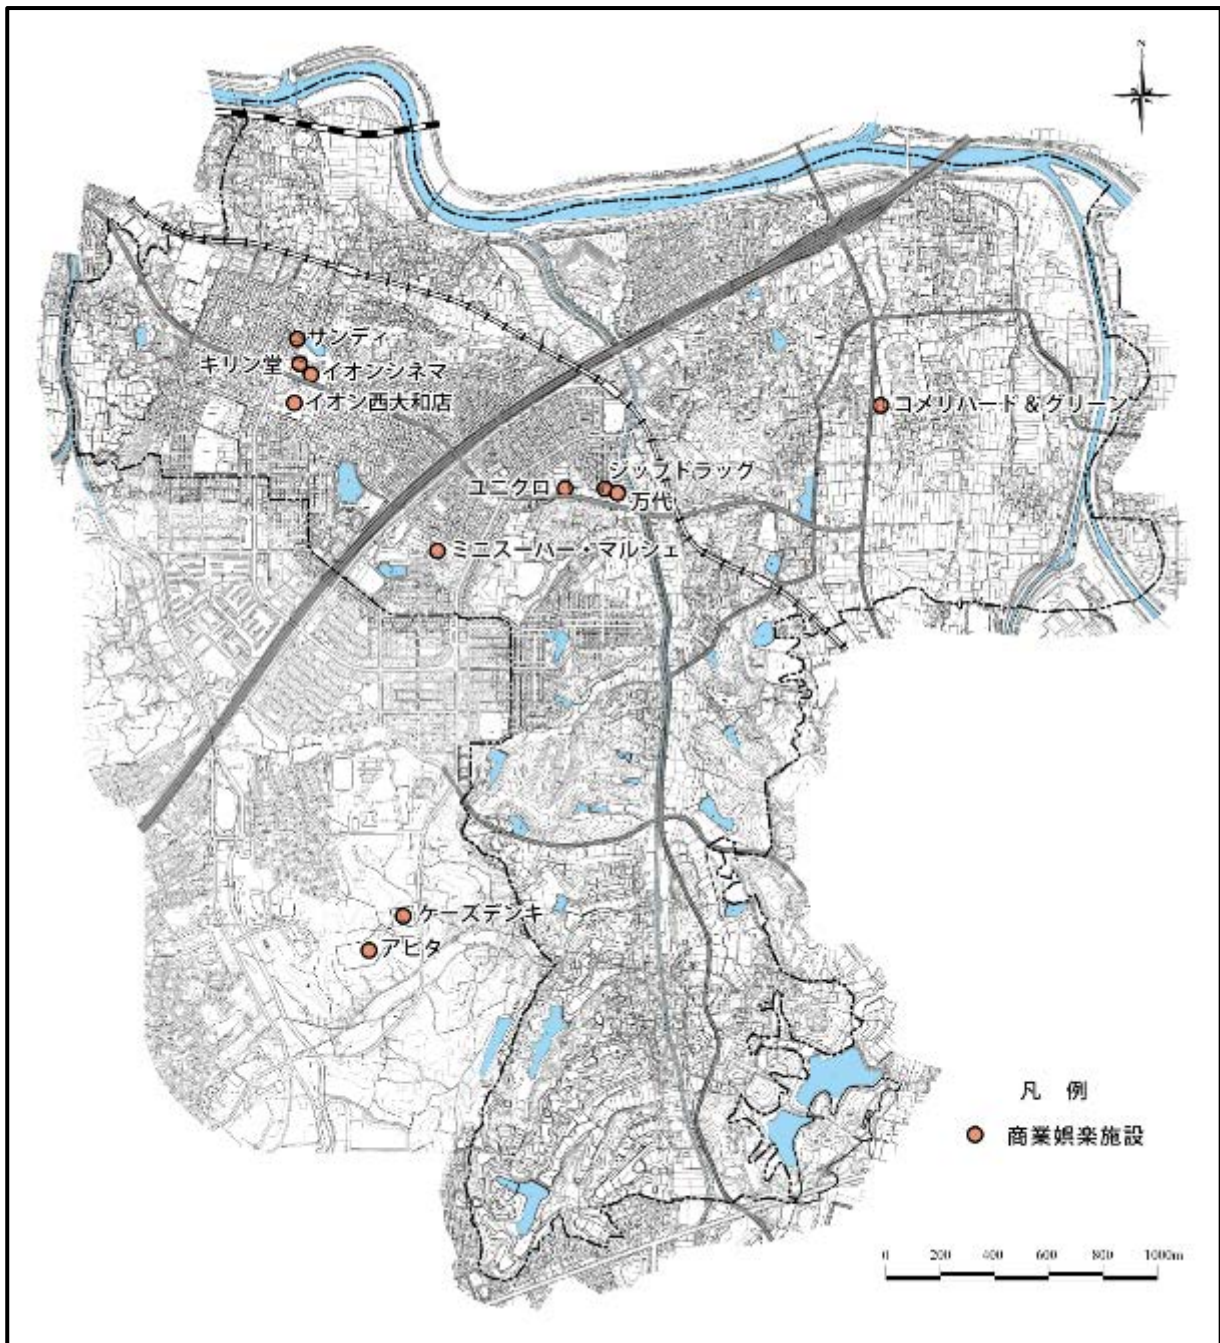 N
サンディ
キリン堂
イオンシネマ
イオン西大和店
コメリハード＆グリーン
ジップドラッグ
ユニクロ
万代
ミニスーパー・マルシェ
ケーズデンキ
アピタ
凡 例
商業娯楽施設
0 200 400 600 800 1000m